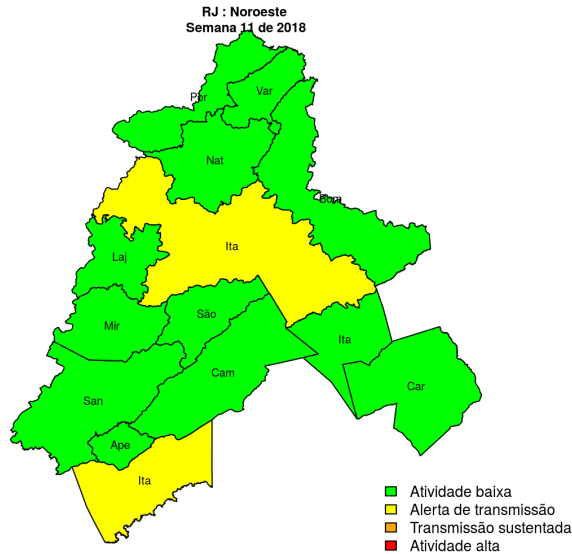 RJ : Noroeste
Semana 11 de 2018
Por
Var
Nat
Bom
Ita
Laj
São
Mir
Ita
Cam
Car
San
Ape
Ita
Atividade baixa
Alerta de transmissão
Transmissão sustentada
Atividade alta